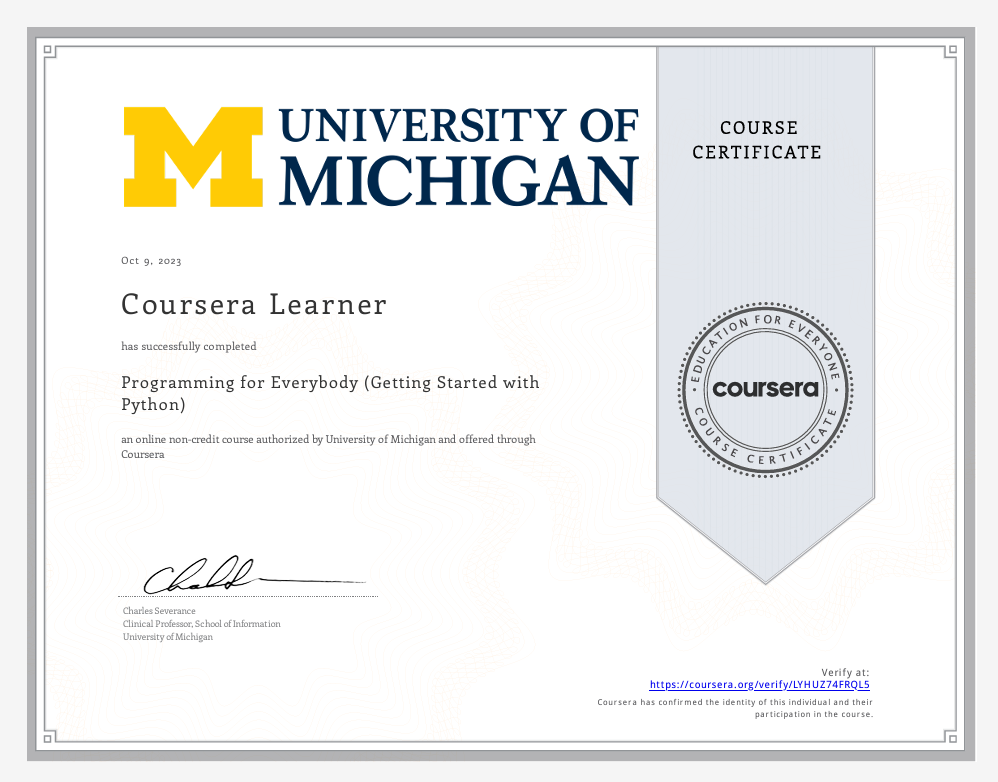 M
UNIVERSITY OF
MICHIGAN
COURSE
CERTIFICATE
Oct 9, 2023
Coursera Learner
has successfully completed
Programming for Everybody (Getting Started with
Python)
an online non-credit course authorized by University of Michigan and offered through
Coursera
EDUCATION FOR EVERYONE
coursera
COURSE CERTIFICATE
Charles Severance
Clinical Professor, School of Information
University of Michigan
Verify at:
https://coursera.org/verify/LYHUZ74FRQL5
Coursera has confirmed the identity of this individual and their
participation in the course.